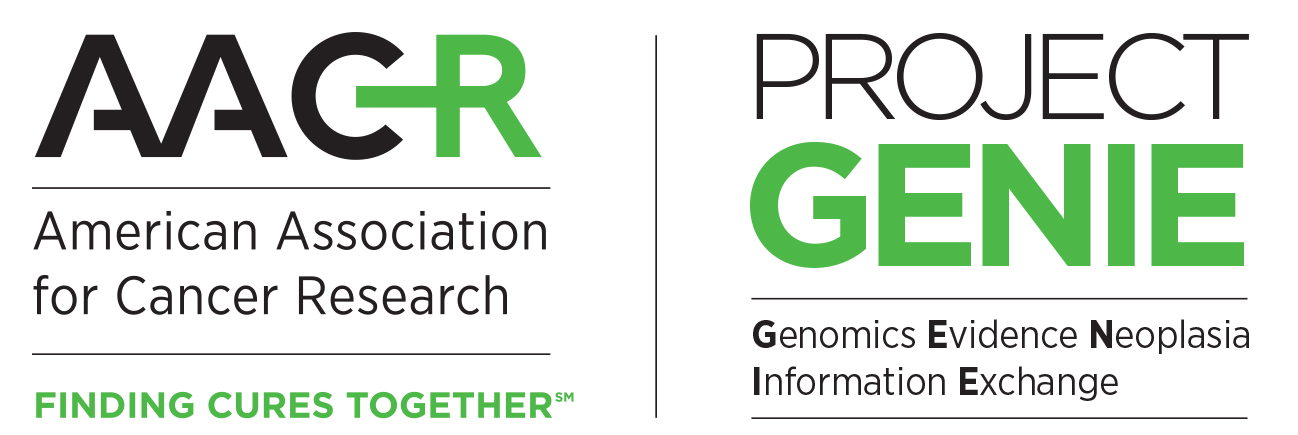 AACR
American Association
for Cancer Research
FINDING CURES TOGETHER℠
PROJECT
GENIE
Genomics Evidence Neoplasia
Information Exchange